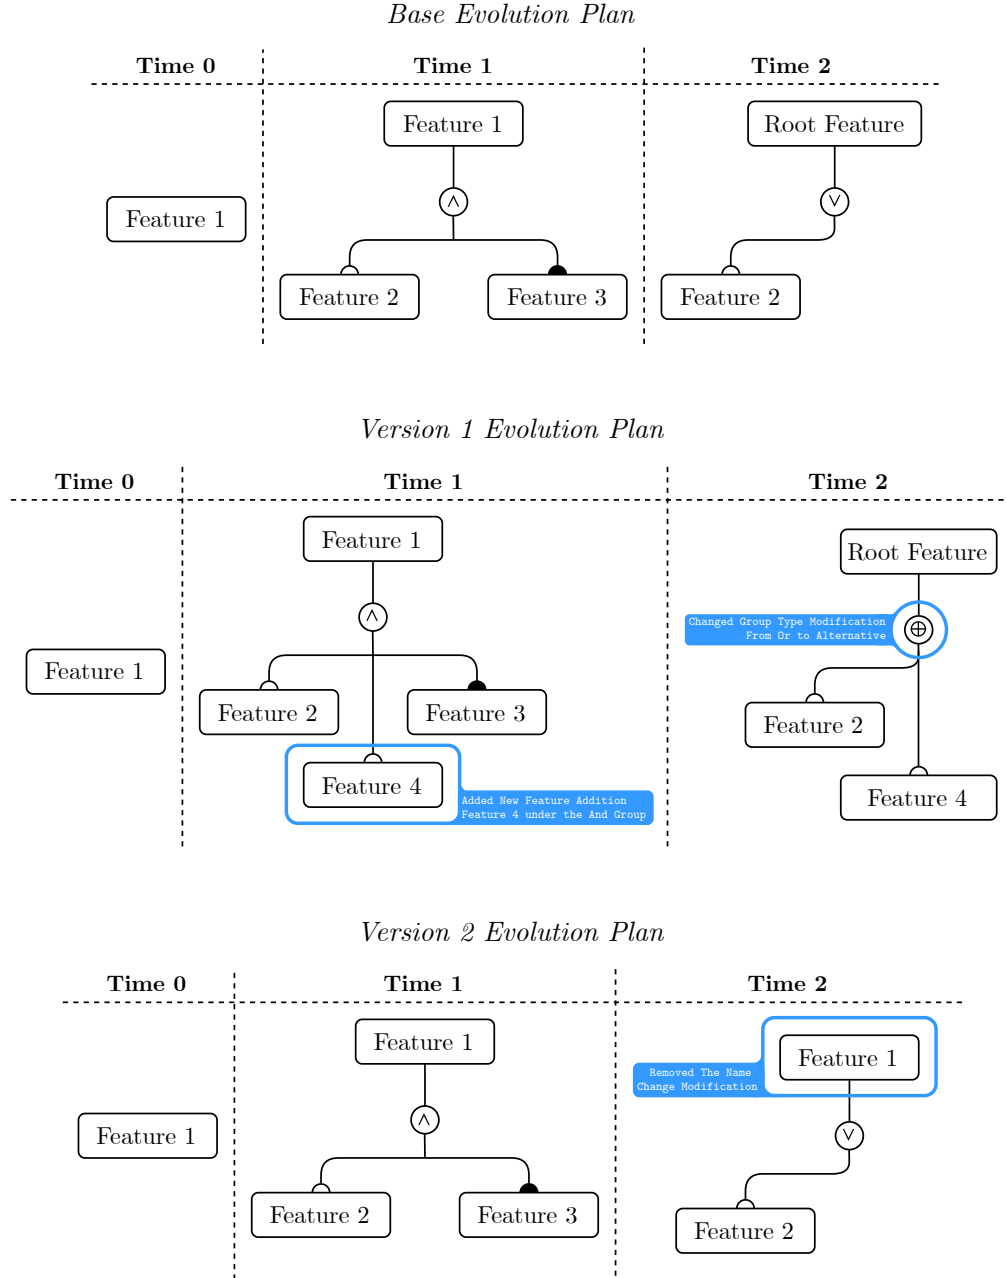 Base Evolution Plan
Time 0
Time 1
Time 2
Feature 1
Root Feature
∧
∨
Feature 1
Feature 2
Feature 3
Feature 2
Version 1 Evolution Plan
Time 0
Time 1
Time 2
Feature 1
Root Feature
∧
Changed Group Type Modification
From Or to Alternative
⊕
Feature 1
Feature 2
Feature 3
Feature 2
Feature 4
Added New Feature Addition
Feature 4 under the And Group
Feature 4
Version 2 Evolution Plan
Time 0
Time 1
Time 2
Feature 1
Feature 1
Removed The Name
Change Modification
∧
∨
Feature 1
Feature 2
Feature 3
Feature 2